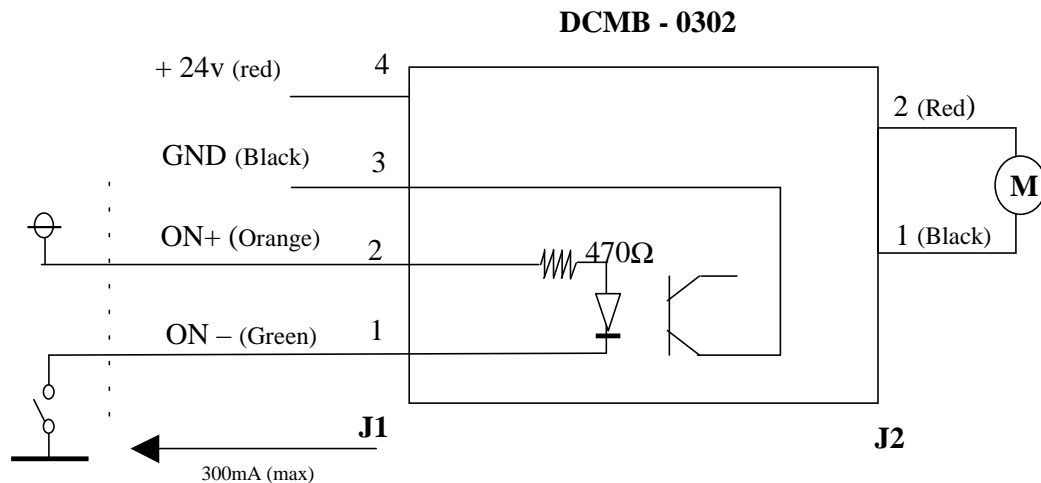 DCMB - 0302
+ 24v (red)
4
2 (Red)
GND (Black)
3
M
ON+ (Orange)
2
470Ω
1 (Black)
ON – (Green)
1
J1
J2
300mA (max)